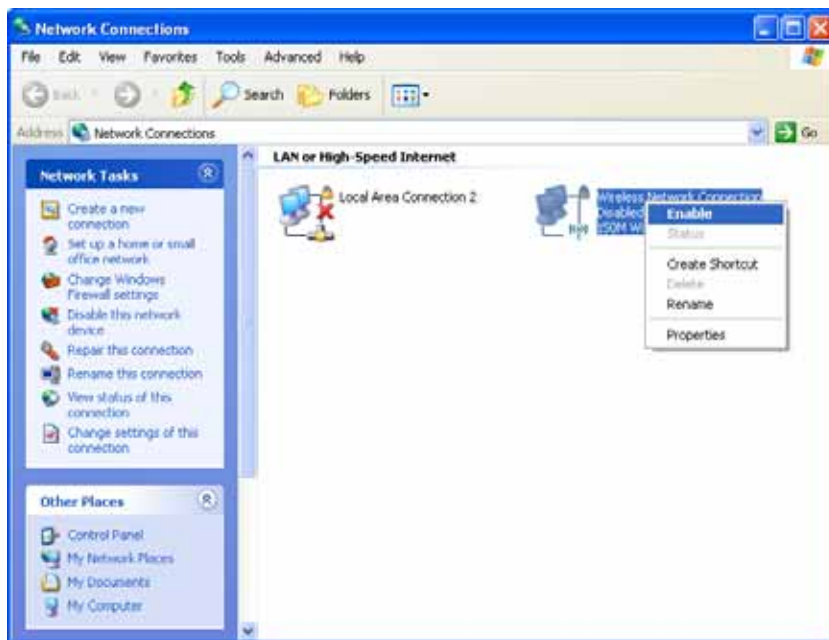 Network Connections
File Edit View Favorites Tools Advanced Help
Back Search Folders
Address Network Connections Go
Network Tasks
Create a new
connection
Set up a home or small
office network
Change Windows
Firewall settings
Disable this network
device
Repair this connection
Rename this connection
View status of this
connection
Change settings of this
connection
Other Places
Control Panel
My Network Places
My Documents
My Computer
LAN or High-Speed Internet
Local Area Connection 2
Wireless Network Connection
Disabled
Enable
Status
Create Shortcut
Delete
Rename
Properties